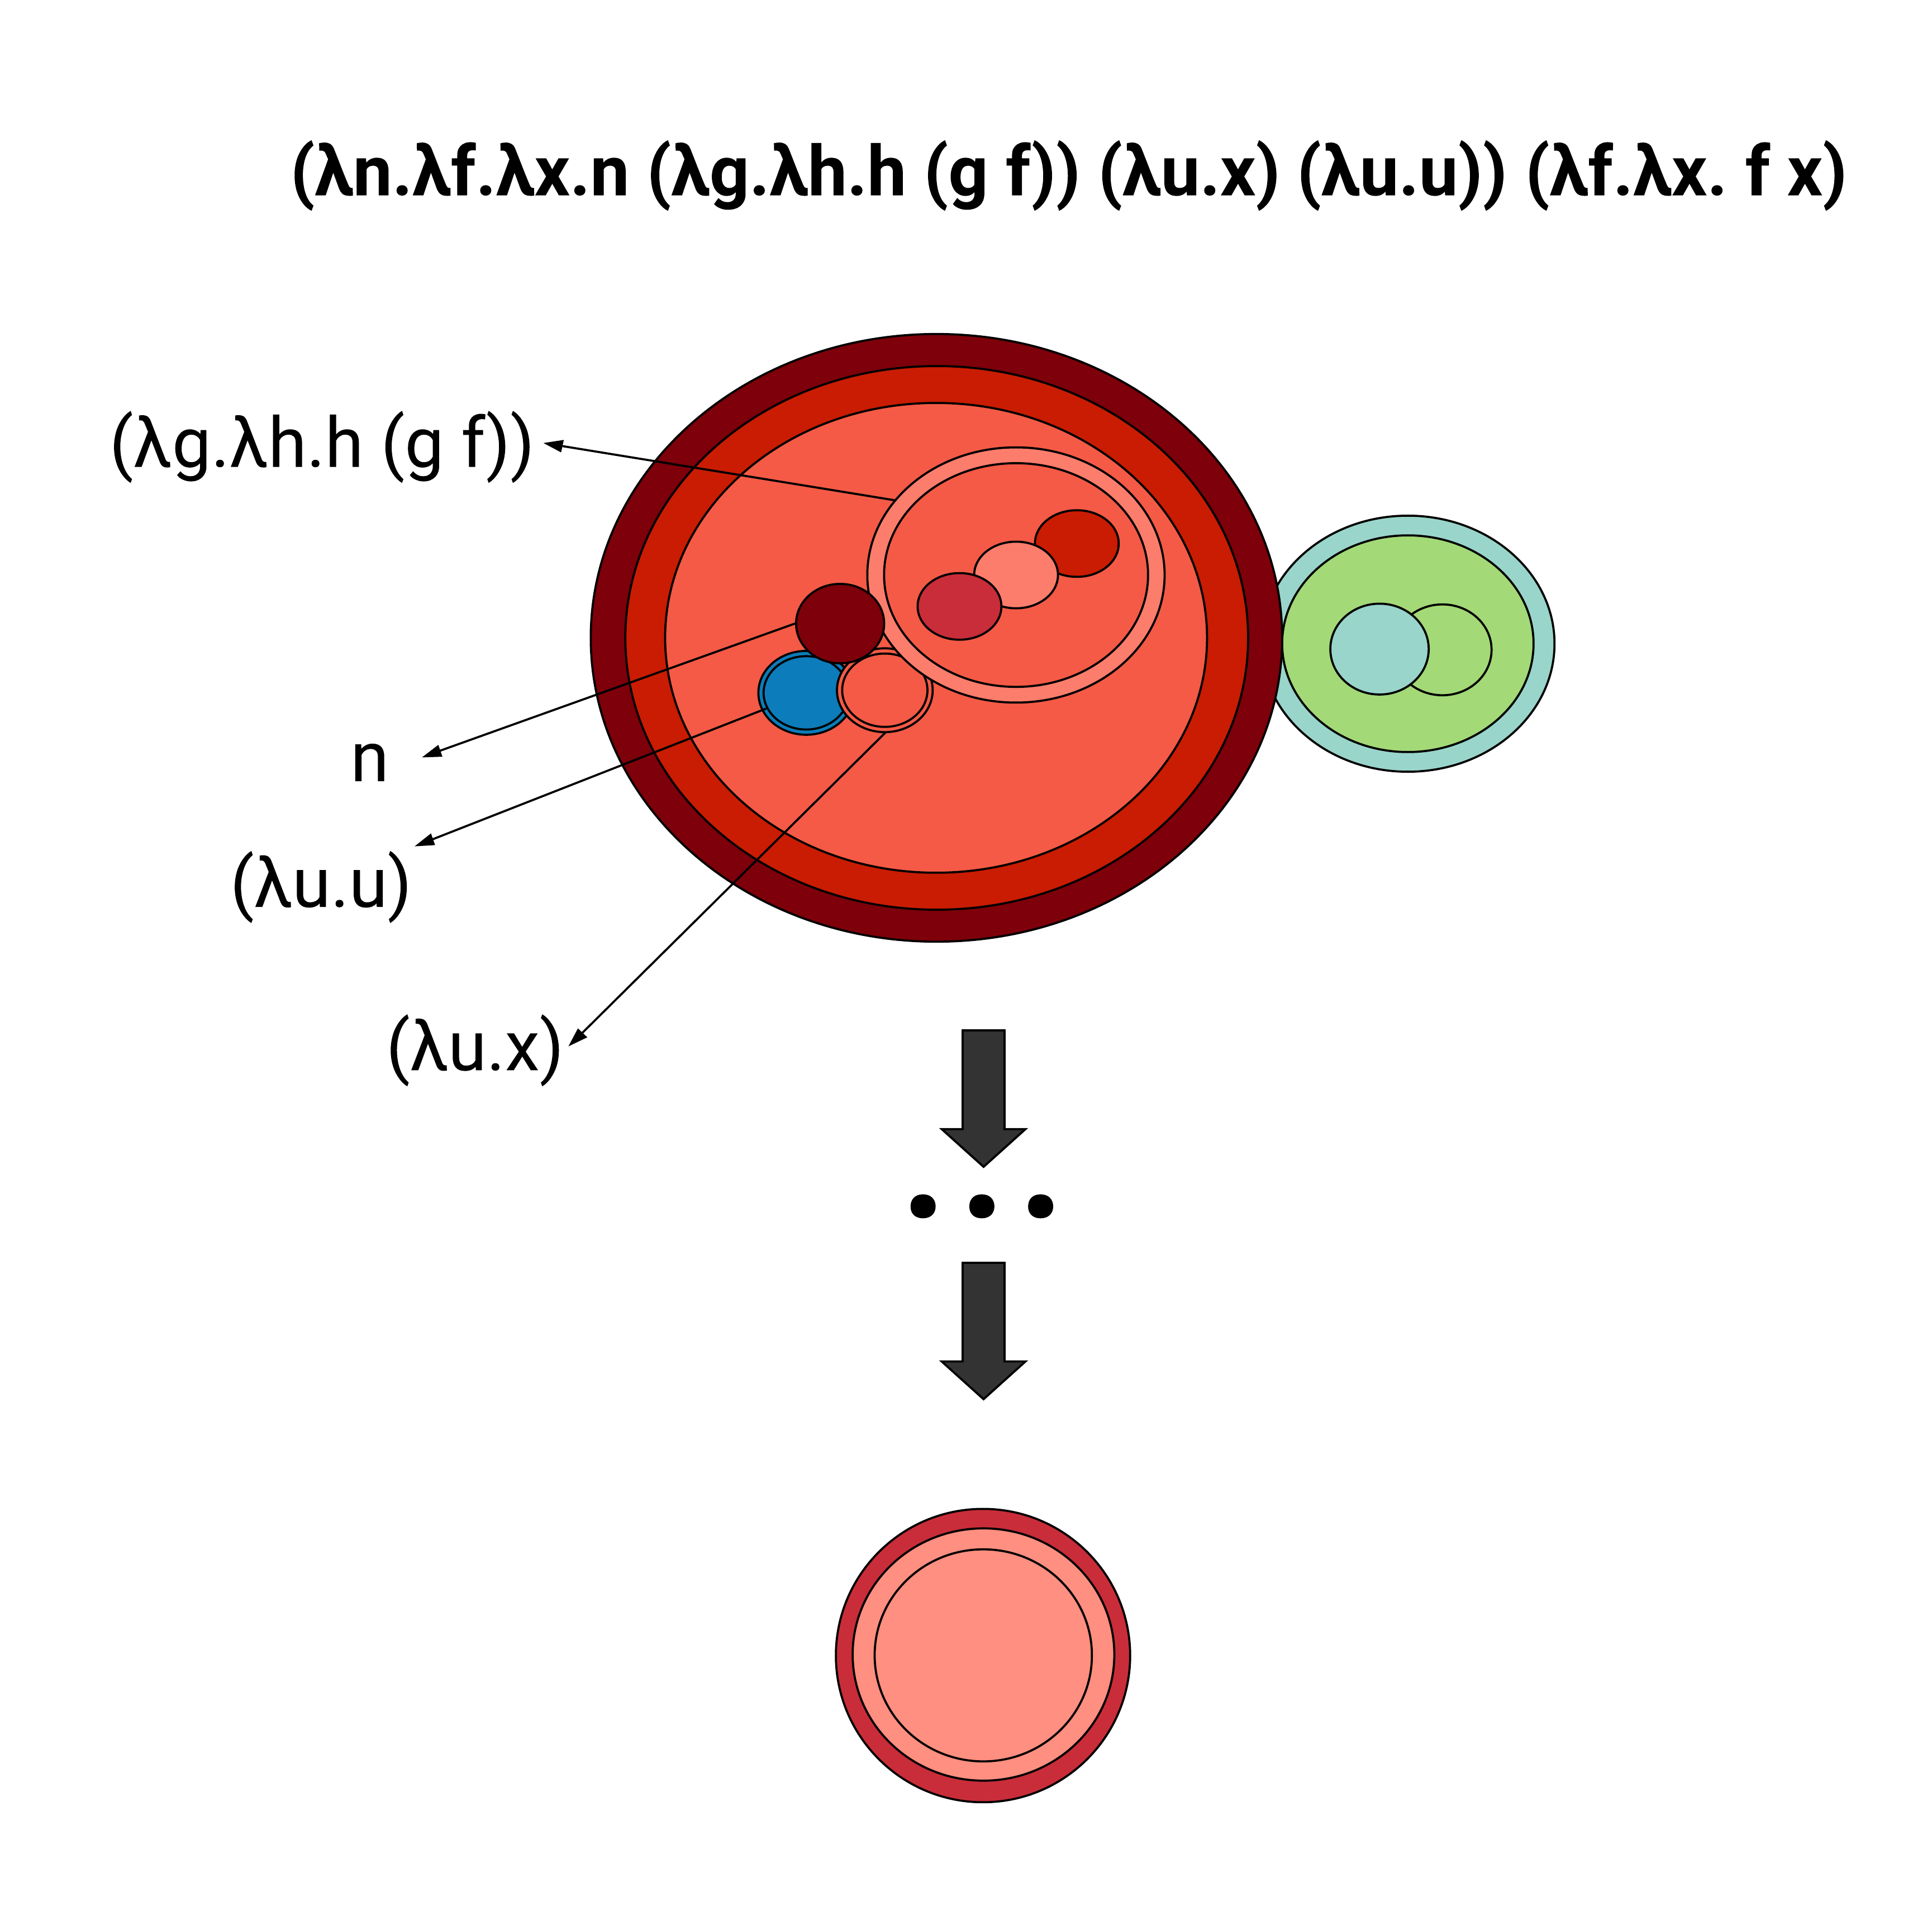 (λn.λf.λx.n (λg.λh.h (g f)) (λu.x) (λu.u)) (λf.λx. f x)
(λg.λh.h (g f))
n
(λu.u)
(λu.x)